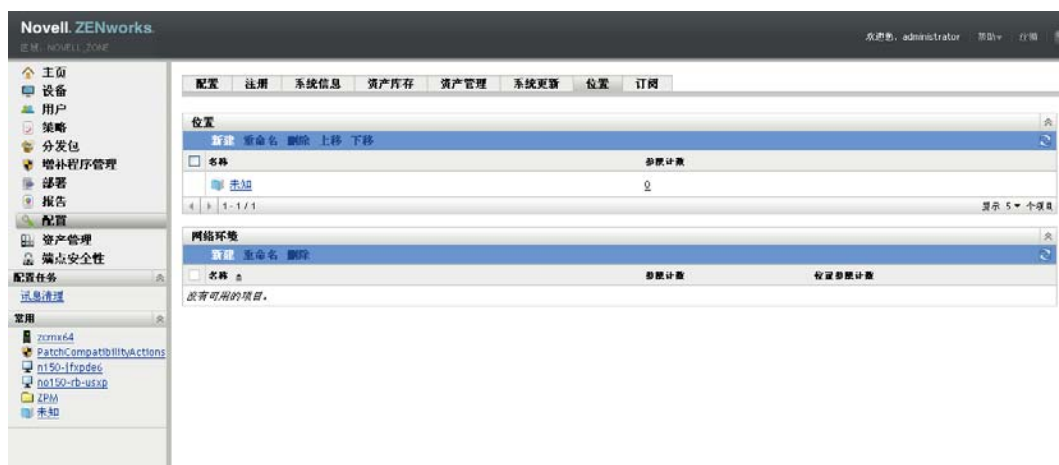 Novell. ZENworks.
区域: NOVELL_ZONE
欢迎您, administrator 帮助 注销
主页
设备
用户
策略
分发包
增补程序管理
部署
报告
配置
资产管理
端点安全性
配置任务
讯息清理
常用
zcmx64
PatchCompatibilityActions
n150-jfxpde6
no150-rb-usxp
ZPM
未知
配置 注册 系统信息 资产库存 资产管理 系统更新 位置 订阅
位置
新建 重命名 删除 上移 下移
名称 参照计数
未知 0
1-1 / 1 显示 5 个项目
网络环境
新建 重命名 删除
名称 参照计数 位置参照计数
没有可用的项目。